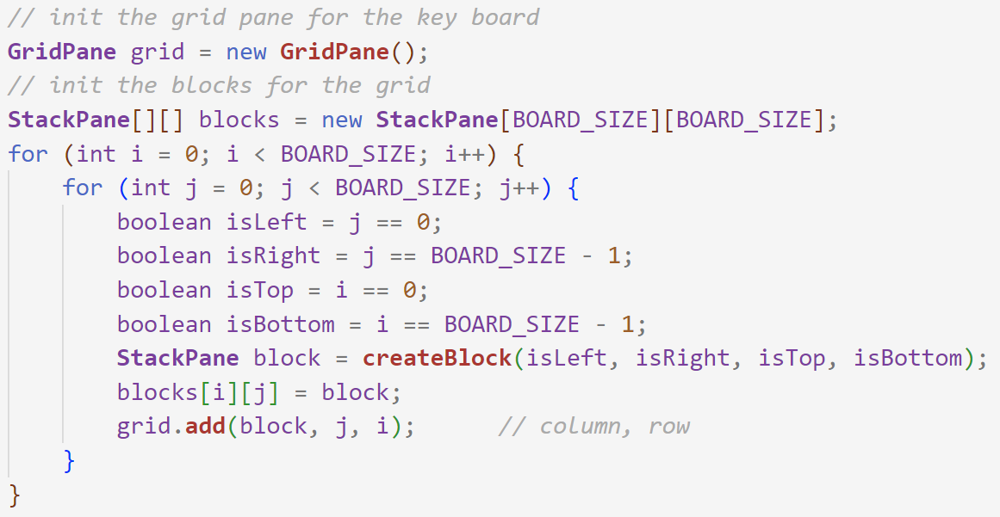 // init the grid pane for the key board
GridPane grid = new GridPane();
// init the blocks for the grid
StackPane[][] blocks = new StackPane[BOARD_SIZE][BOARD_SIZE];
for (int i = 0; i < BOARD_SIZE; i++) {
    for (int j = 0; j < BOARD_SIZE; j++) {
        boolean isLeft = j == 0;
        boolean isRight = j == BOARD_SIZE - 1;
        boolean isTop = i == 0;
        boolean isBottom = i == BOARD_SIZE - 1;
        StackPane block = createBlock(isLeft, isRight, isTop, isBottom);
        blocks[i][j] = block;
        grid.add(block, j, i);      // column, row
    }
}